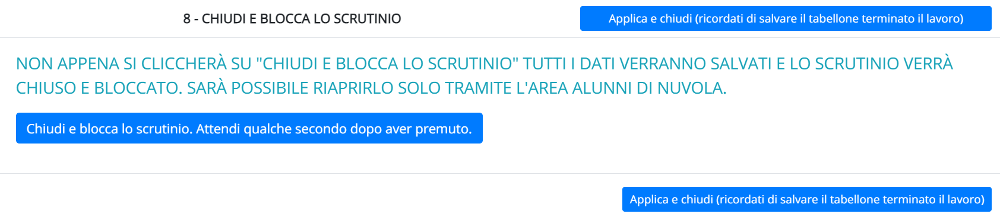 8 - CHIUDI E BLOCCA LO SCRUTINIO
Applica e chiudi (ricordati di salvare il tabellone terminato il lavoro)
NON APPENA SI CLICCHERÀ SU "CHIUDI E BLOCCA LO SCRUTINIO" TUTTI I DATI VERRANNO SALVATI E LO SCRUTINIO VERRÀ
CHIUSO E BLOCCATO. SARÀ POSSIBILE RIAPRIRLO SOLO TRAMITE L'AREA ALUNNI DI NUVOLA.
Chiudi e blocca lo scrutinio. Attendi qualche secondo dopo aver premuto.
Applica e chiudi (ricordati di salvare il tabellone terminato il lavoro)